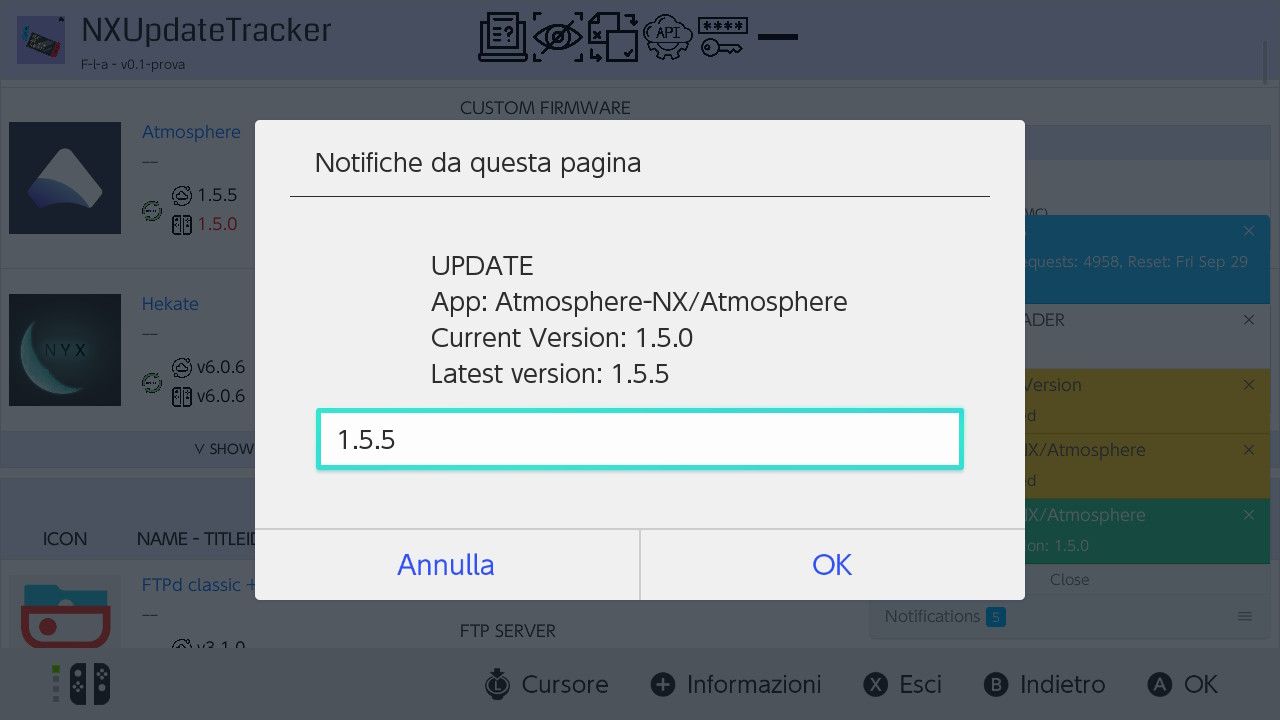 NXUpdateTracker
F-l-a - v0.1-prova
API
****
CUSTOM FIRMWARE
Atmosphere
1.5.5
1.5.0
Hekate
NYX
v6.0.6
v6.0.6
V SHOW
ICON
NAME - TITLEID
FTPd classic +
v3.1.0
FTP SERVER
Notifiche da questa pagina
UPDATE
App: Atmosphere-NX/Atmosphere
Current Version: 1.5.0
Latest version: 1.5.5
1.5.5
Annulla
OK
equests: 4958, Reset: Fri Sep 29
ADER
Version
ed
NX/Atmosphere
ed
NX/Atmosphere
on: 1.5.0
Close
Notifications 5
L Cursore
+ Informazioni
X Esci
B Indietro
A OK